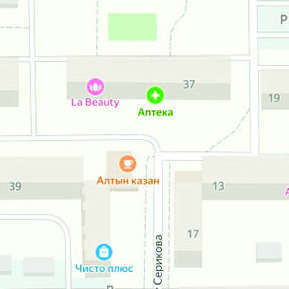 Р
37
La Beauty
Аптека
19
Алтын казан
39
13
17
Серикова
Чисто плюс